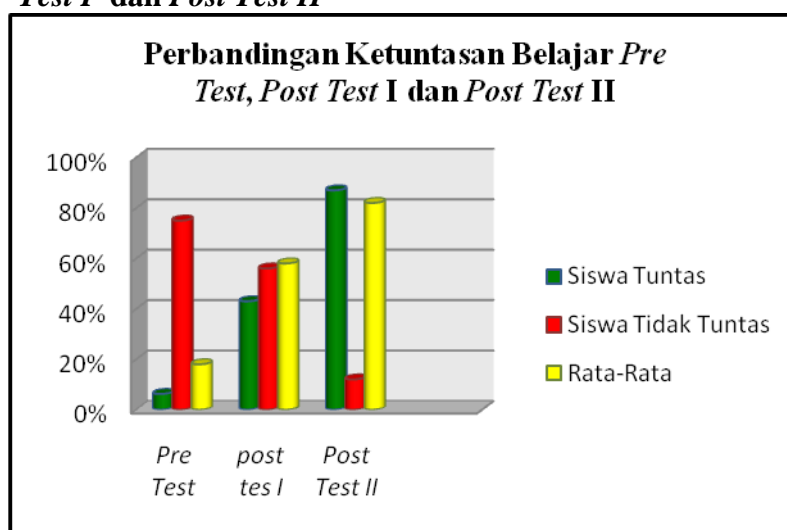 Test I dan Post Test II
Perbandingan Ketuntasan Belajar Pre
Test, Post Test I dan Post Test II
100%
80%
60%
40%
20%
0%
Pre
Test
post
tes I
Post
Test II
Siswa Tuntas
Siswa Tidak Tuntas
Rata-Rata